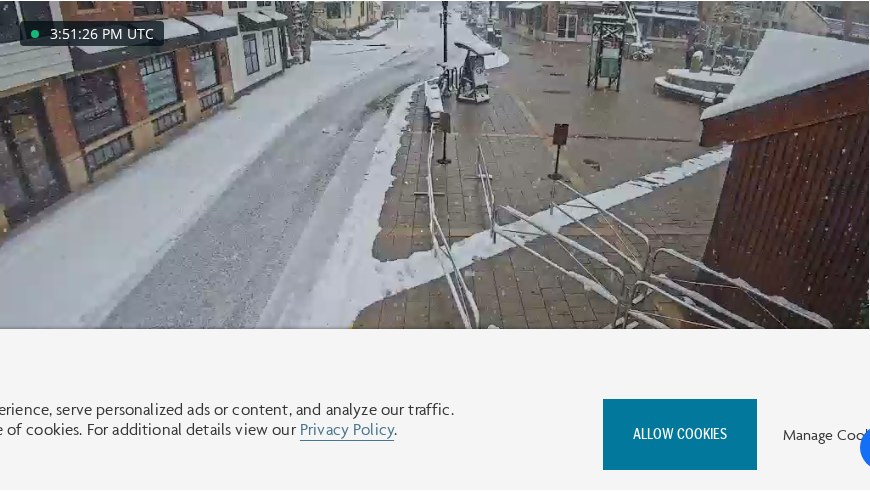 3:51:26 PM UTC
erience, serve personalized ads or content, and analyze our traffic.
e of cookies. For additional details view our Privacy Policy.
ALLOW COOKIES
Manage Coo